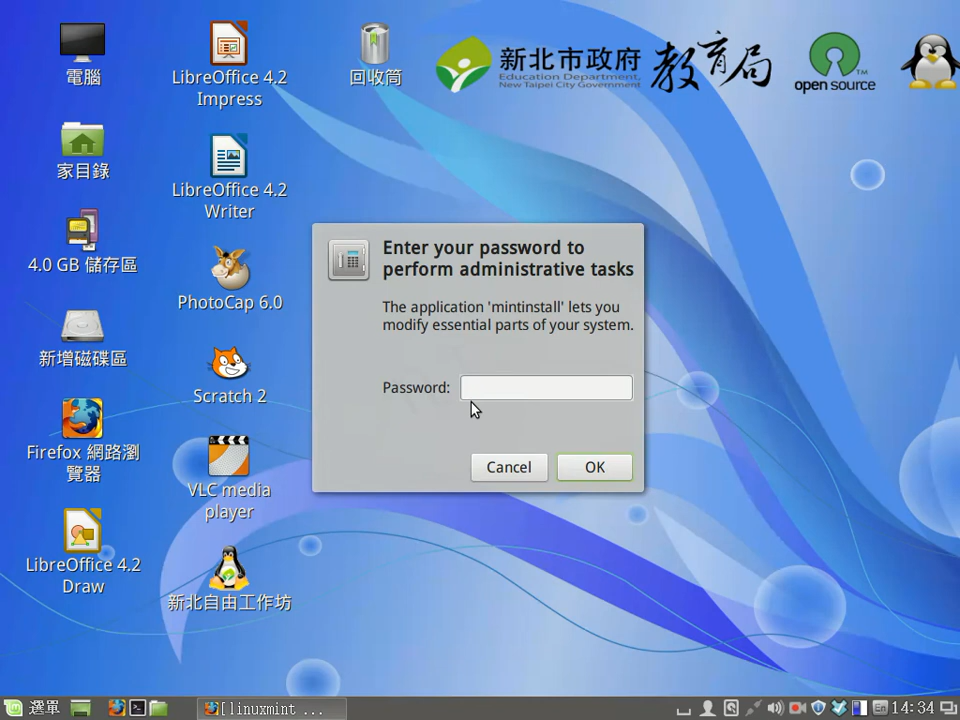 電腦
LibreOffice 4.2
Impress
回收筒
新北市政府
Education Department,
New Taipei City Government
教育局
open source
TM
家目錄
LibreOffice 4.2
Writer
4.0 GB 儲存區
PhotoCap 6.0
新增磁碟區
Scratch 2
Firefox 網路瀏
覽器
VLC media
player
LibreOffice 4.2
Draw
新北自由工作坊
Enter your password to
perform administrative tasks
The application 'mintinstall' lets you
modify essential parts of your system.
Password:
Cancel
OK
選單
[linuxmint ...
En
14:34